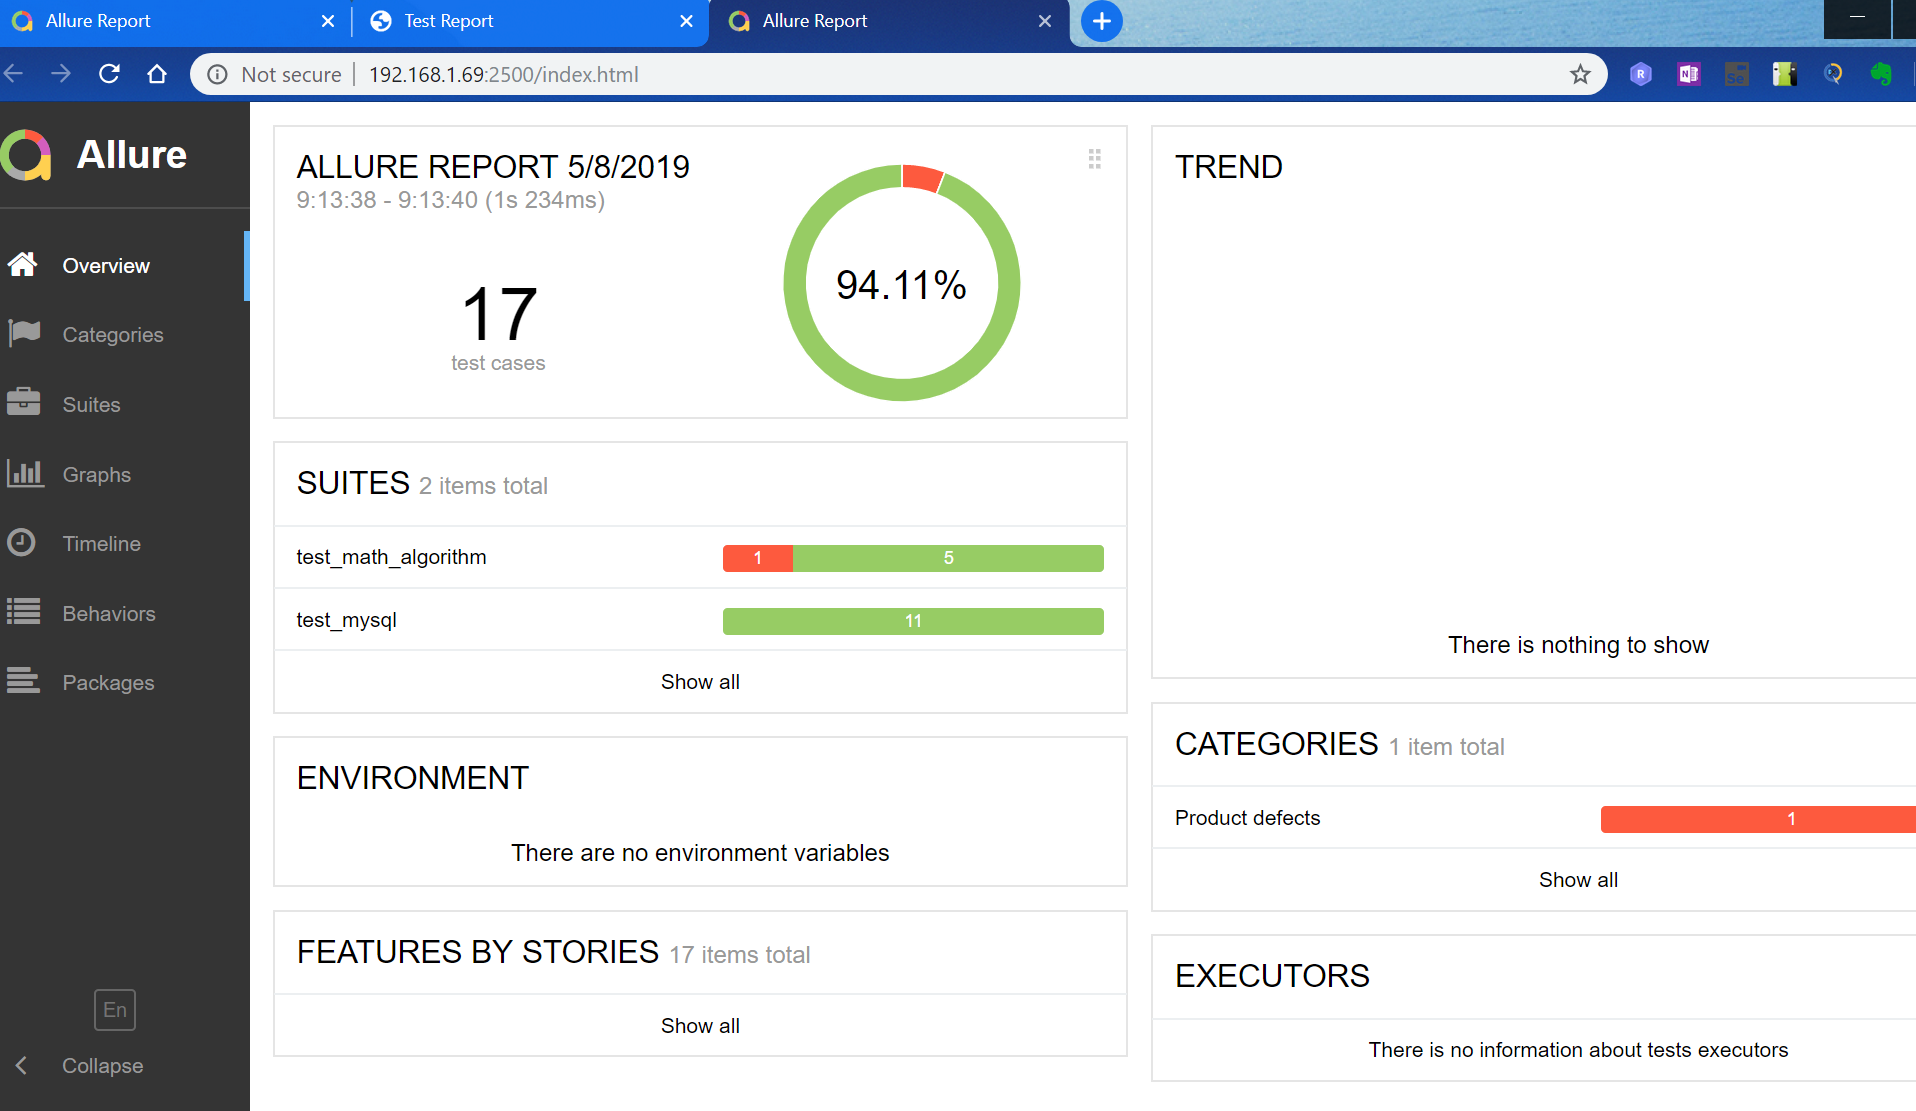 Allure Report
Test Report
Allure Report
Not secure
192.168.1.69:2500/index.html
R
N
Se
Allure
Overview
Categories
Suites
Graphs
Timeline
Behaviors
Packages
En
Collapse
ALLURE REPORT 5/8/2019
9:13:38 - 9:13:40 (1s 234ms)
17
test cases
94.11%
SUITES 2 items total
test_math_algorithm 1 5
test_mysql 11
Show all
ENVIRONMENT
There are no environment variables
FEATURES BY STORIES 17 items total
Show all
TREND
There is nothing to show
CATEGORIES 1 item total
Product defects 1
Show all
EXECUTORS
There is no information about tests executors